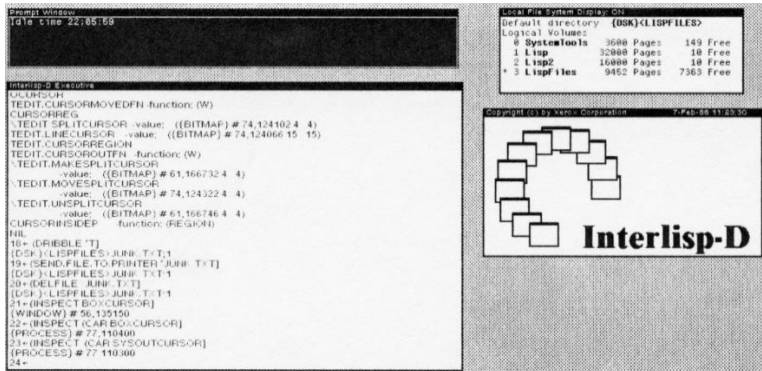 Prompt Window
Idle time 22:05:59
Interlisp-D Executive
OCURSOR
TEDIT.CURSORMOVEDFN -function: (W)
CURSORREG
\TEDIT.SPLITCURSOR -value: ({BITMAP} # 74,124102 4 4)
TEDIT.LINECURSOR -value: ({BITMAP} # 74,124066 15 15)
TEDIT.CURSORREGION
TEDIT.CURSOROUTFN -function: (W)
\TEDIT.MAKESPLITCURSOR
-value: ({BITMAP} # 61,166732 4 4)
\TEDIT.MOVESPLITCURSOR
-value: ({BITMAP} # 74,124322 4 4)
\TEDIT.UNSPLITCURSOR
-value: ({BITMAP} # 61,166746 4 4)
CURSORINSIDEP -function: (REGION)
NIL
18← (DRIBBLE 'T]
{DSK}<LISPFILES>JUNK.TXT;1
19← (SEND.FILE.TO.PRINTER 'JUNK.TXT]
{DSK}<LISPFILES>JUNK.TXT;1
20← (DELFILE 'JUNK.TXT]
{DSK}<LISPFILES>JUNK.TXT;1
21← (INSPECT BOXCURSOR]
{WINDOW} # 56,135150
22← (INSPECT (CAR BOXCURSOR]
{PROCESS} # 77,110400
23← (INSPECT (CAR SYSOUTCURSOR]
{PROCESS} # 77,110300
24←
Local File System Display: ON
Default directory {DSK}<LISPFILES>
Logical Volumes:
0 SystemTools 3600 Pages 149 Free
1 Lisp 32000 Pages 10 Free
2 Lisp2 16000 Pages 10 Free
* 3 LispFiles 9452 Pages 7363 Free
Copyright (c) by Xerox Corporation 7-Feb-86 11:23:30
Interlisp-D